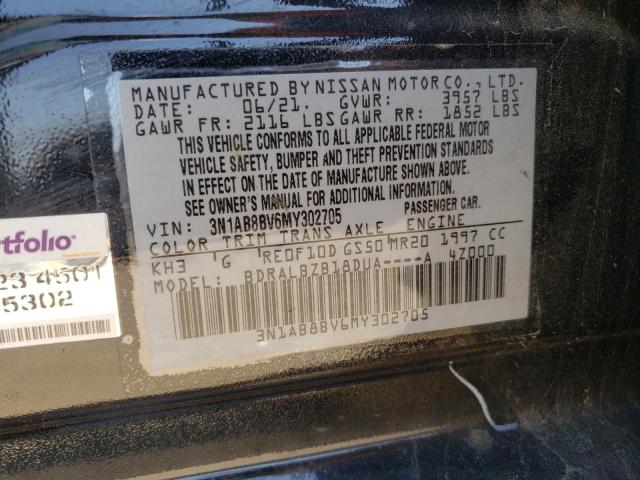 MANUFACTURED BY NISSAN MOTOR CO., LTD.
DATE: 06/21. GVWR: 3957 LBS
GAWR FR: 2116 LBS GAWR RR: 1852 LBS
THIS VEHICLE CONFORMS TO ALL APPLICABLE FEDERAL MOTOR
VEHICLE SAFETY, BUMPER AND THEFT PREVENTION STANDARDS
IN EFFECT ON THE DATE OF MANUFACTURE SHOWN ABOVE.
SEE OWNER'S MANUAL FOR ADDITIONAL INFORMATION.
VIN: 3N1AB8BV6MY302705 PASSENGER CAR.
COLOR TRIM TRANS AXLE ENGINE
KH3 'G 'RE0F10D GS50 MR20 1997 CC
MODEL: BDRALBZB18DUA----A 4Z000
3N1AB8BV6MY302705
tfolio
234501
5302